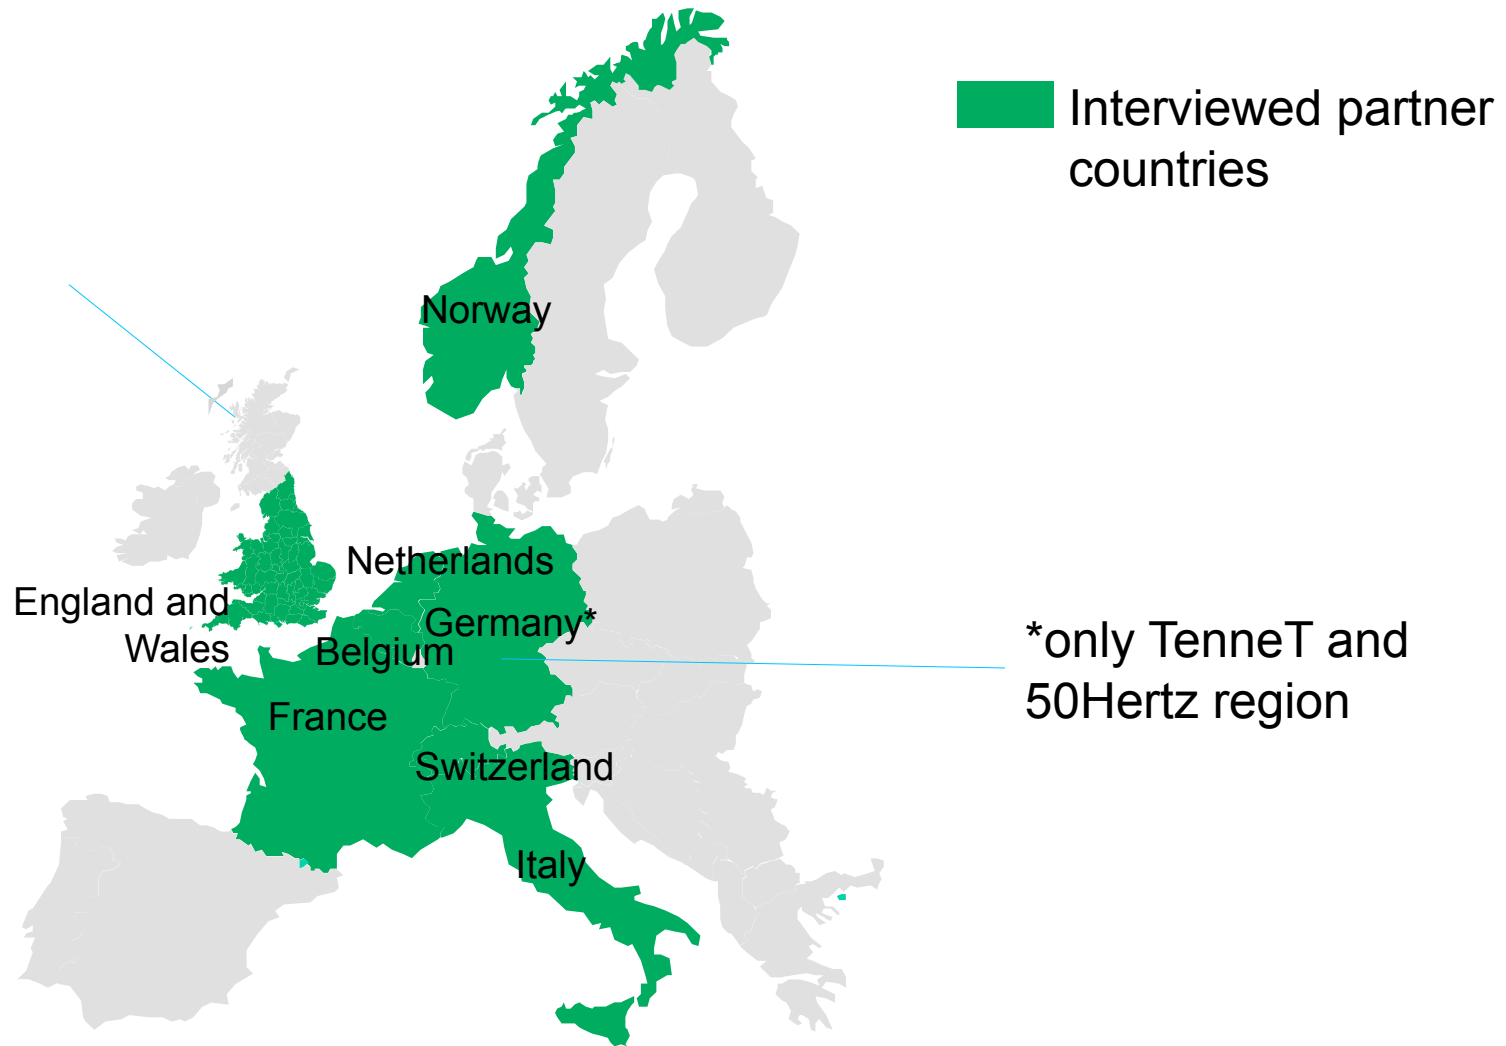 Interviewed partner
countries
Norway
Netherlands
England and
Wales
Germany*
Belgium
*only TenneT and
50Hertz region
France
Switzerland
Italy